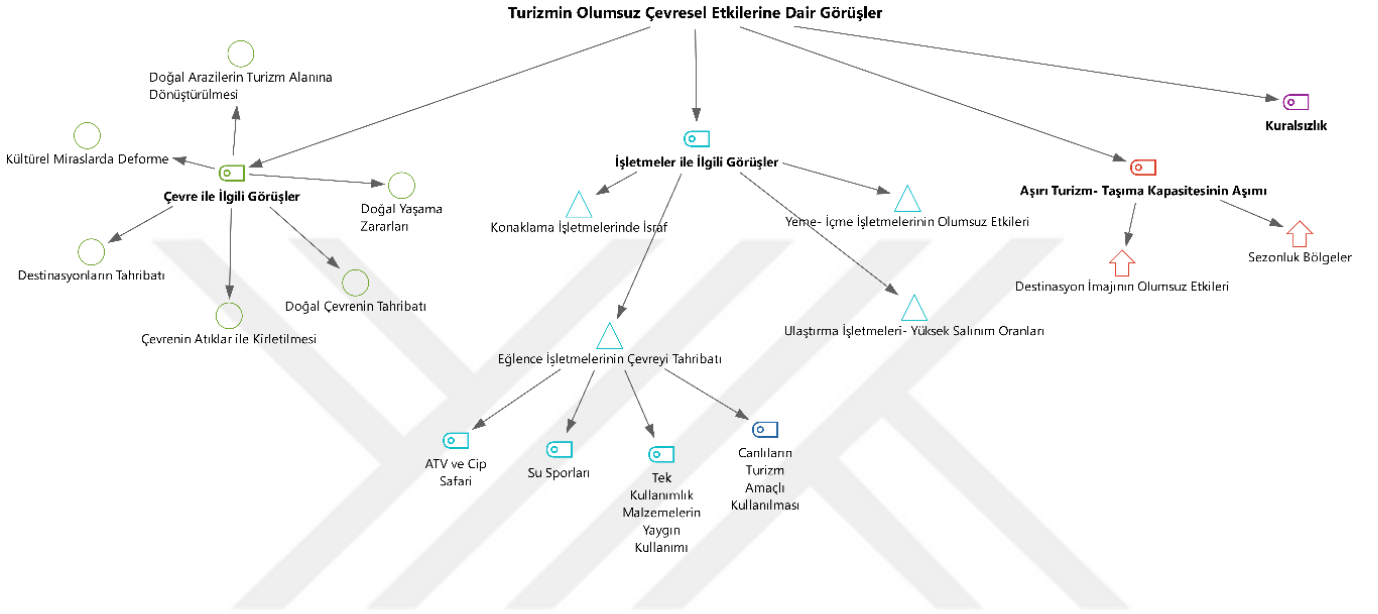 Turizmin Olumsuz Çevresel Etkilerine Dair Görüşler
Doğal Arazilerin Turizm Alanına
Dönüştürülmesi
Kültürel Miraslarda Deforme
Çevre ile İlgili Görüşler
Doğal Yaşama
Zararları
Destinasyonların Tahribatı
Doğal Çevrenin Tahribatı
Çevrenin Atıklar ile Kirletilmesi
İşletmeler ile İlgili Görüşler
Konaklama İşletmelerinde İsraf
Yeme- İçme İşletmelerinin Olumsuz Etkileri
Ulaştırma İşletmeleri- Yüksek Salınım Oranları
Eğlence İşletmelerinin Çevreyi Tahribatı
ATV ve Cip
Safari
Su Sporları
Tek
Kullanımlık
Malzemelerin
Yaygın
Kullanımı
Canlıların
Turizm
Amaçlı
Kullanılması
Aşırı Turizm- Taşıma Kapasitesinin Aşımı
Destinasyon İmajının Olumsuz Etkileri
Sezonluk Bölgeler
Kuralsızlık